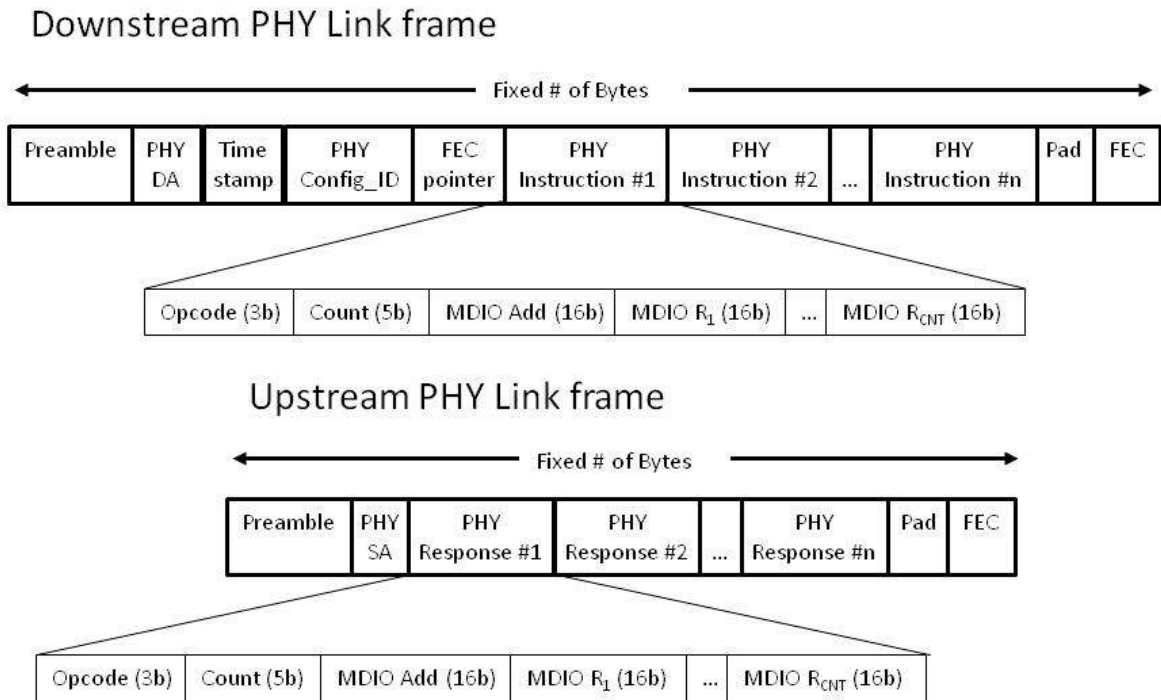 Downstream PHY Link frame
Fixed # of Bytes
Preamble PHY DA Time stamp PHY Config_ID FEC pointer PHY Instruction #1 PHY Instruction #2 ... PHY Instruction #n Pad FEC
Opcode (3b) Count (5b) MDIO Add (16b) MDIO R1 (16b) ... MDIO RCNT (16b)
Upstream PHY Link frame
Fixed # of Bytes
Preamble PHY SA PHY Response #1 PHY Response #2 ... PHY Response #n Pad FEC
Opcode (3b) Count (5b) MDIO Add (16b) MDIO R1 (16b) ... MDIO RCNT (16b)